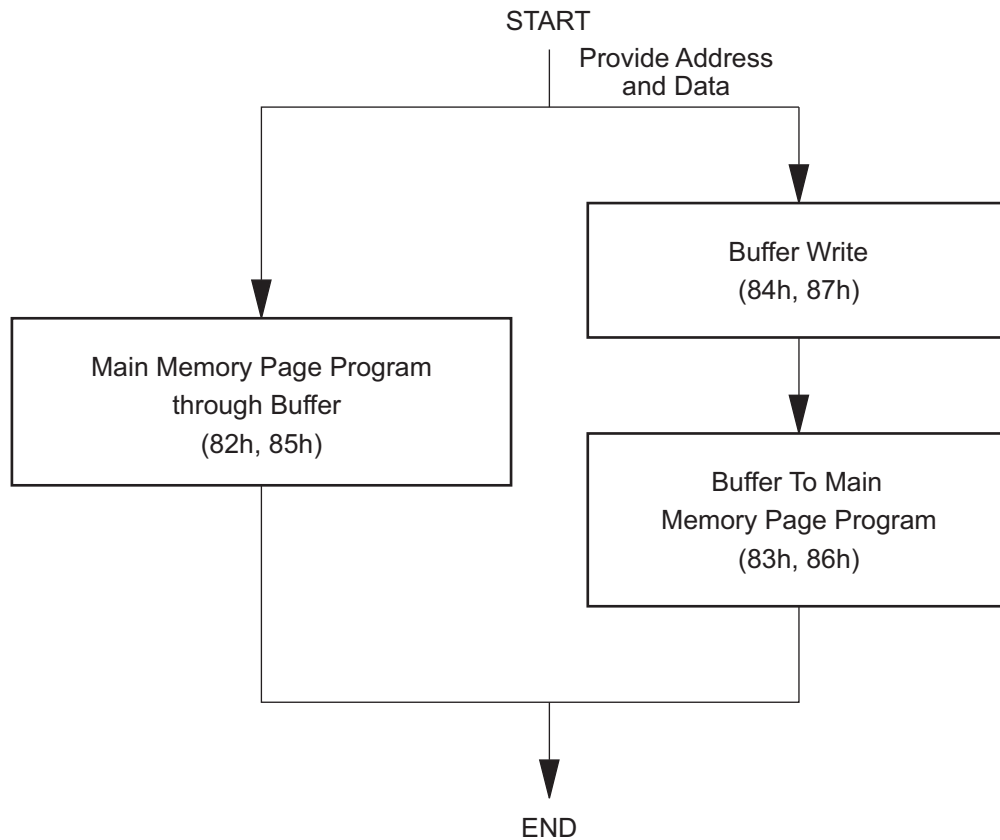 START
Provide Address
and Data
Buffer Write
(84h, 87h)
Main Memory Page Program
through Buffer
(82h, 85h)
Buffer To Main
Memory Page Program
(83h, 86h)
END